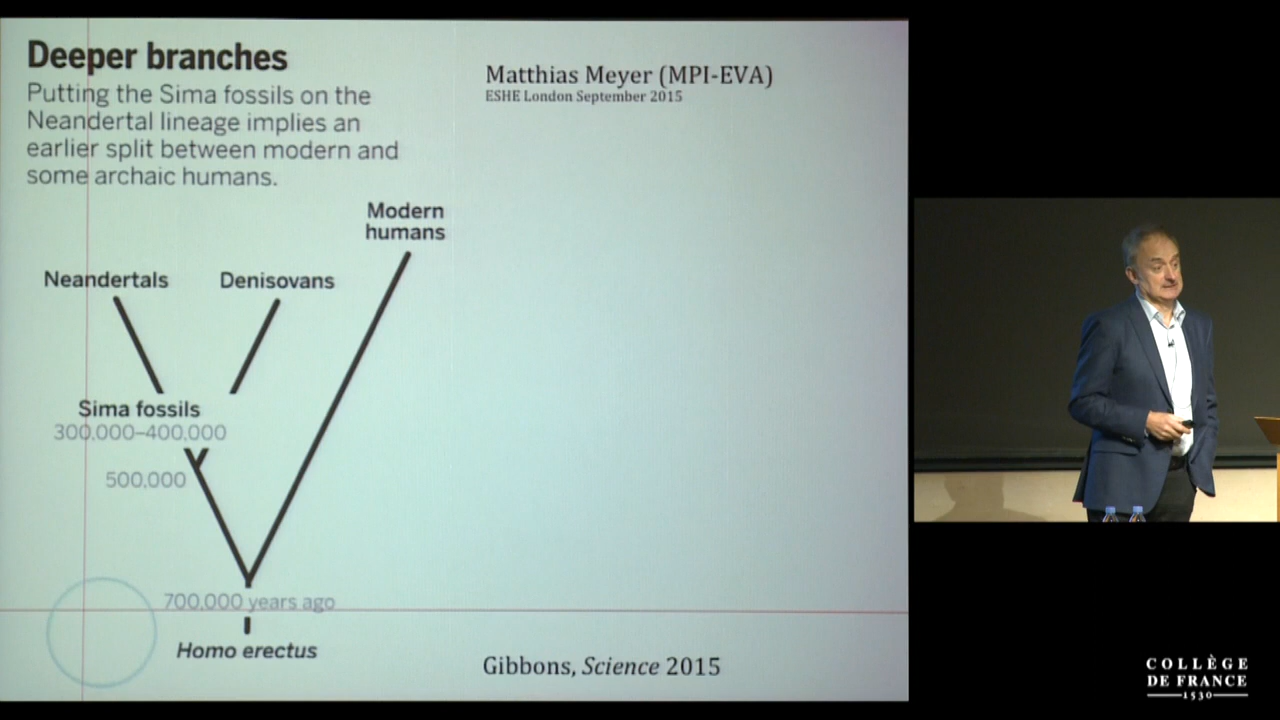 Deeper branches
Putting the Sima fossils on the
Neandertal lineage implies an
earlier split between modern and
some archaic humans.
Matthias Meyer (MPI-EVA)
ESHE London September 2015
Modern
humans
Neandertals
Denisovans
Sima fossils
300,000–400,000
500,000
700,000 years ago
Homo erectus
Gibbons, Science 2015
COLLÈGE
DE FRANCE
1530